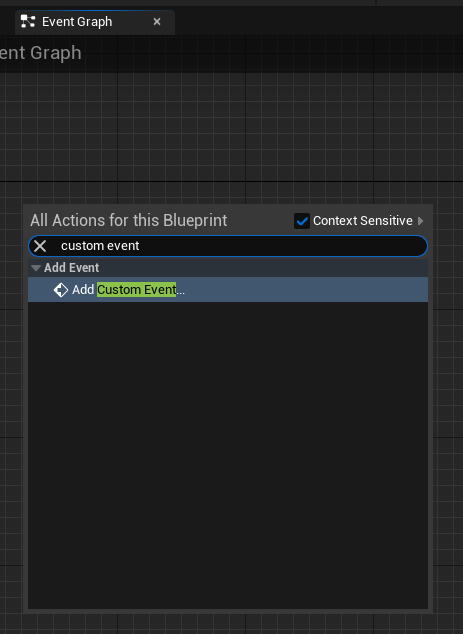 Event Graph
ent Graph
All Actions for this Blueprint
Context Sensitive
custom event
Add Event
Add Custom Event...